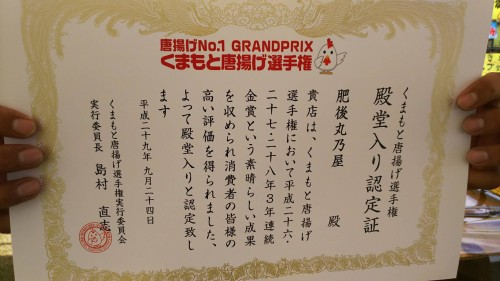 唐揚げNo.1 GRANDPRIX
くまもと唐揚げ選手権
くまもと唐揚げ選手権
殿堂入り認定証
肥後丸乃屋 殿
貴店は、くまもと唐揚げ
選手権において平成二十六・
二十七・二十八年３年連続
金賞という素晴らしい成果
を収められ消費者の皆様の
高い評価を得られました、
よって殿堂入りと認定致し
ます
平成二十九年 九月二十四日
くまもと唐揚げ選手権実行委員会
実行委員長 島村 直志